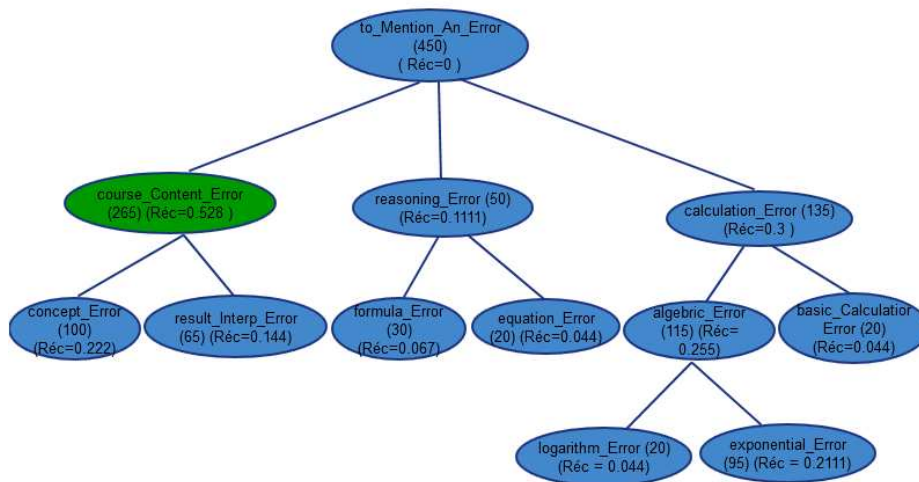 to_Mention_An_Error
(450)
( Réc=0 )
course_Content_Error
(265) (Réc=0.528 )
reasoning_Error (50)
(Réc=0.1111)
calculation_Error (135)
(Réc=0.3 )
concept_Error
(100)
(Réc=0.222)
result_Interp_Error
(65) (Réc=0.144)
formula_Error
(30)
(Réc=0.067)
equation_Error
(20) (Réc=0.044)
algebric_Error
(115) (Réc=
0.255)
basic_Calculatior
Error (20)
(Réc=0.044)
logarithm_Error (20)
(Réc = 0.044)
exponential_Error
(95) (Réc = 0.2111)